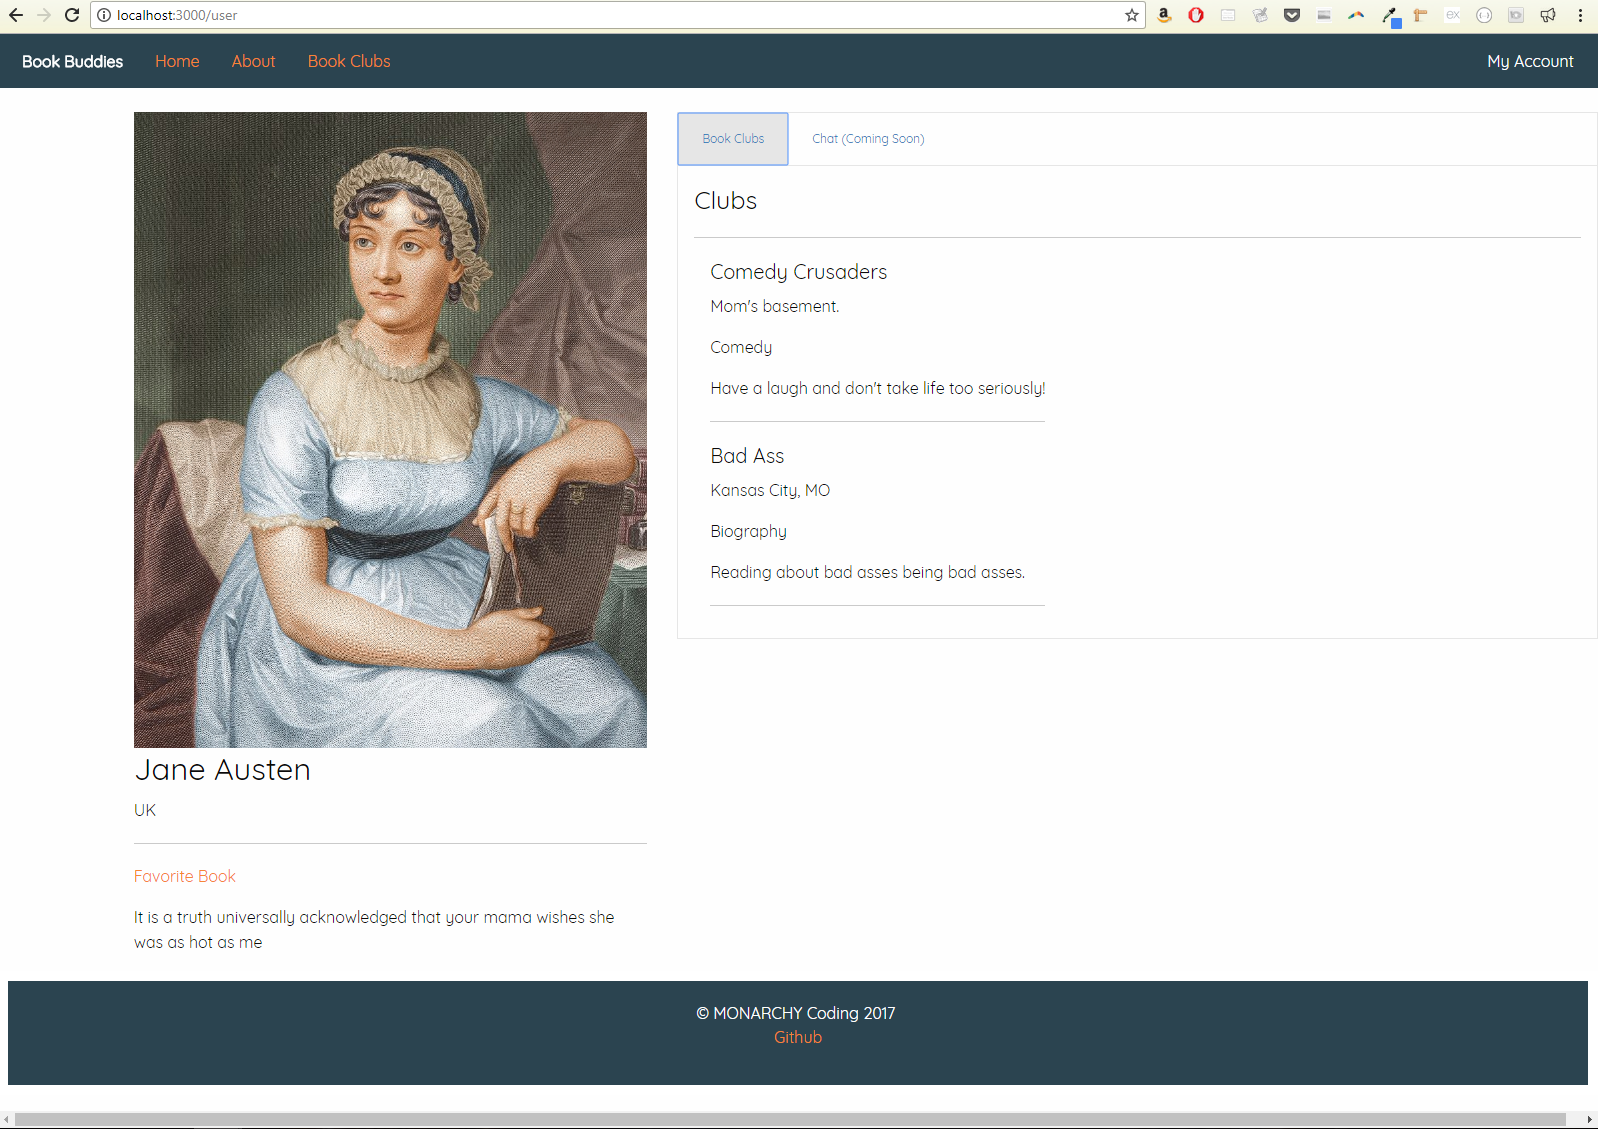 localhost:3000/user
Book Buddies Home About Book Clubs My Account
Book Clubs Chat (Coming Soon)
Clubs
Comedy Crusaders
Mom's basement.
Comedy
Have a laugh and don't take life too seriously!
Bad Ass
Kansas City, MO
Biography
Reading about bad asses being bad asses.
Jane Austen
UK
Favorite Book
It is a truth universally acknowledged that your mama wishes she
was as hot as me
© MONARCHY Coding 2017
Github